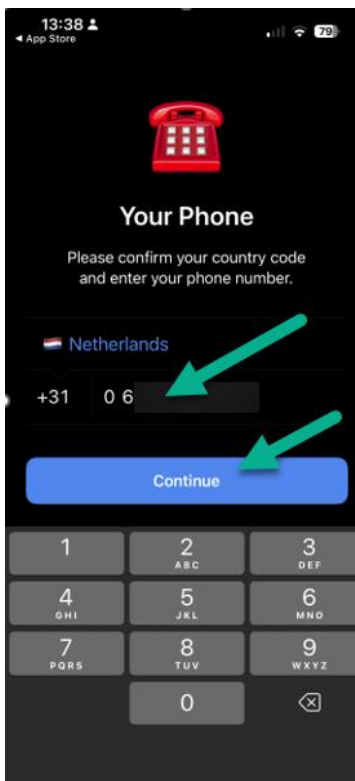 13:38
◀ App Store
79
Your Phone
Please confirm your country code
and enter your phone number.
Netherlands
+31 0 6
Continue
1 2 3
ABC DEF
4 5 6
GHI JKL MNO
7 8 9
PQRS TUV WXYZ
0